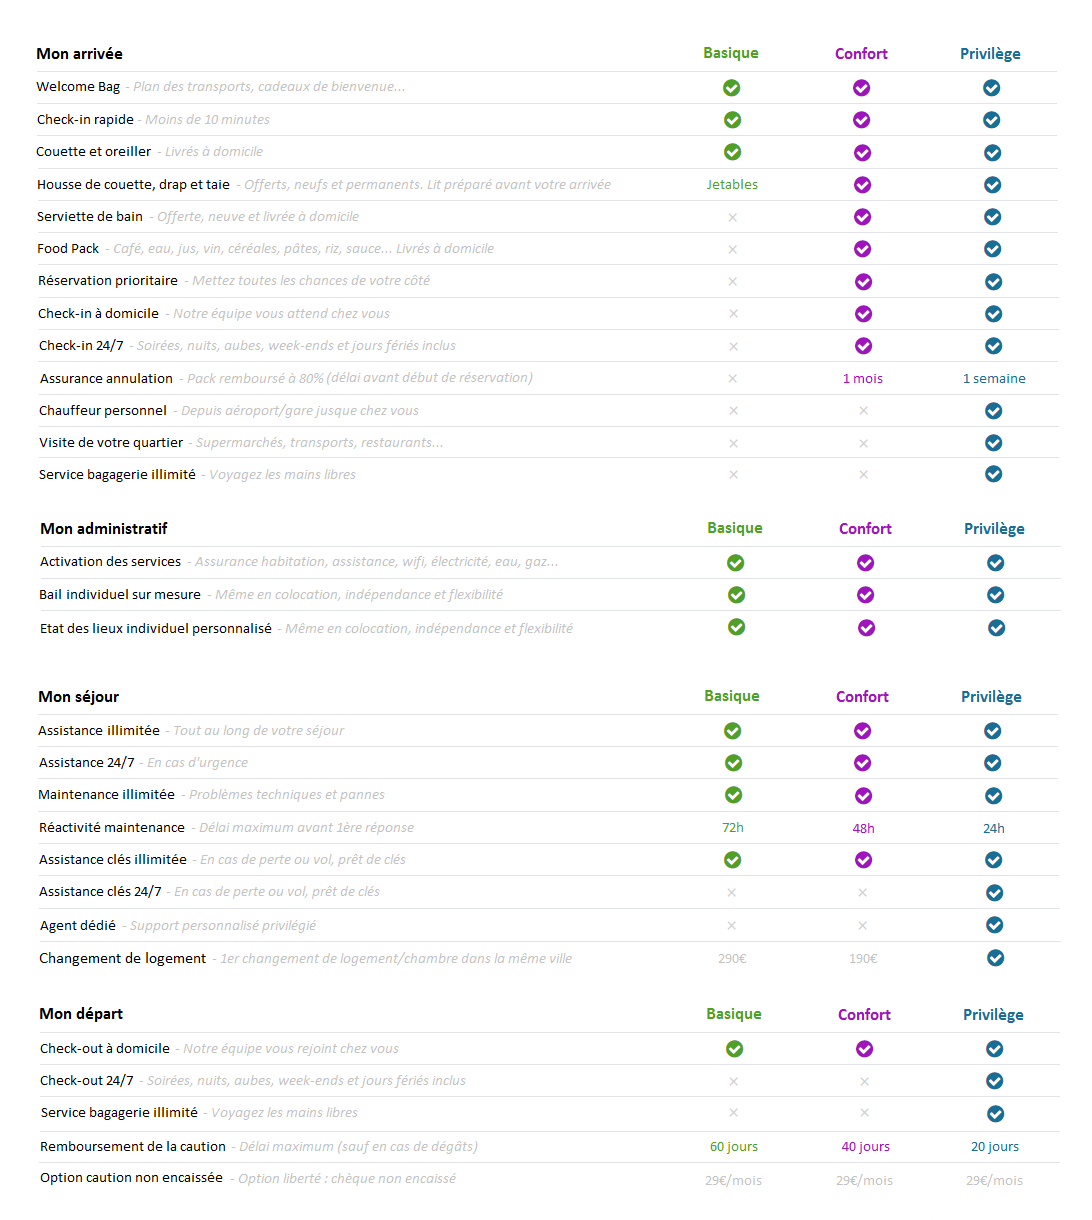 Mon arrivée Basique Confort Privilège
Welcome Bag - Plan des transports, cadeaux de bienvenue...
Check-in rapide - Moins de 10 minutes
Couette et oreiller - Livrés à domicile
Housse de couette, drap et taie - Offerts, neufs et permanents. Lit préparé avant votre arrivée Jetables
Serviette de bain - Offerte, neuve et livrée à domicile ×
Food Pack - Café, eau, jus, vin, céréales, pâtes, riz, sauce... Livrés à domicile ×
Réservation prioritaire - Mettez toutes les chances de votre côté ×
Check-in à domicile - Notre équipe vous attend chez vous ×
Check-in 24/7 - Soirées, nuits, aubes, week-ends et jours fériés inclus ×
Assurance annulation - Pack remboursé à 80% (délai avant début de réservation) × 1 mois 1 semaine
Chauffeur personnel - Depuis aéroport/gare jusque chez vous × ×
Visite de votre quartier - Supermarchés, transports, restaurants... × ×
Service bagagerie illimité - Voyagez les mains libres × ×
Mon administratif Basique Confort Privilège
Activation des services - Assurance habitation, assistance, wifi, électricité, eau, gaz...
Bail individuel sur mesure - Même en colocation, indépendance et flexibilité
Etat des lieux individuel personnalisé - Même en colocation, indépendance et flexibilité
Mon séjour Basique Confort Privilège
Assistance illimitée - Tout au long de votre séjour
Assistance 24/7 - En cas d'urgence
Maintenance illimitée - Problèmes techniques et pannes
Réactivité maintenance - Délai maximum avant 1ère réponse 72h 48h 24h
Assistance clés illimitée - En cas de perte ou vol, prêt de clés
Assistance clés 24/7 - En cas de perte ou vol, prêt de clés × ×
Agent dédié - Support personnalisé privilégié × ×
Changement de logement - 1er changement de logement/chambre dans la même ville 290€ 190€
Mon départ Basique Confort Privilège
Check-out à domicile - Notre équipe vous rejoint chez vous
Check-out 24/7 - Soirées, nuits, aubes, week-ends et jours fériés inclus × ×
Service bagagerie illimité - Voyagez les mains libres × ×
Remboursement de la caution - Délai maximum (sauf en cas de dégâts) 60 jours 40 jours 20 jours
Option caution non encaissée - Option liberté : chèque non encaissé 29€/mois 29€/mois 29€/mois